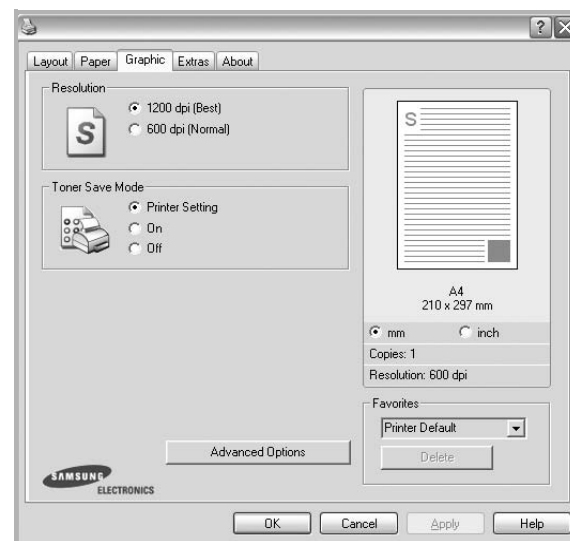 Layout Paper Graphic Extras About
Resolution
1200 dpi (Best)
600 dpi (Normal)
S
Toner Save Mode
Printer Setting
On
Off
Advanced Options
SAMSUNG
ELECTRONICS
S
A4
210 x 297 mm
mm inch
Copies: 1
Resolution: 600 dpi
Favorites
Printer Default
Delete
OK Cancel Apply Help